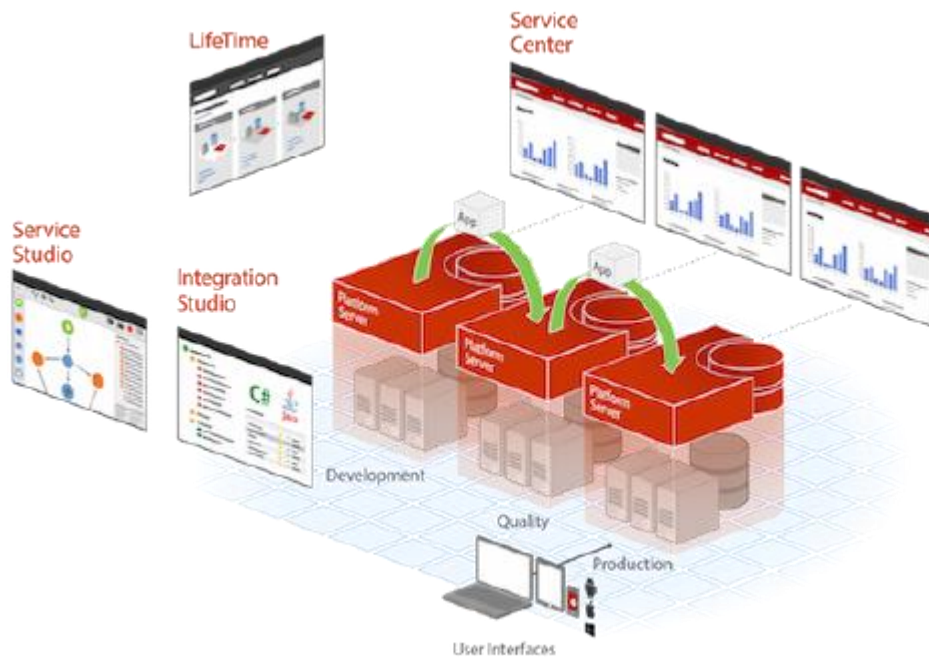 LifeTime
Service
Center
Service
Studio
Integration
Studio
App
App
Platform
Server
Platform
Server
Platform
Server
C#
Java
Development
Quality
Production
User Interfaces